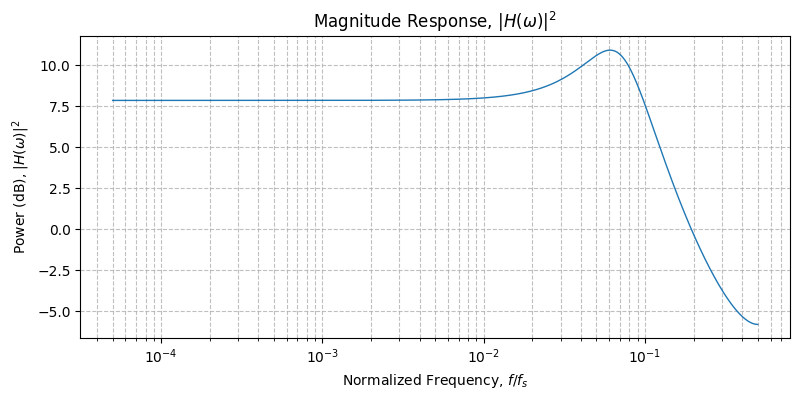 Magnitude Response, |H(ω)|²
Power (dB), |H(ω)|²
10.0
7.5
5.0
2.5
0.0
−2.5
−5.0
10⁻⁴ 10⁻³ 10⁻² 10⁻¹
Normalized Frequency, f/fₛ